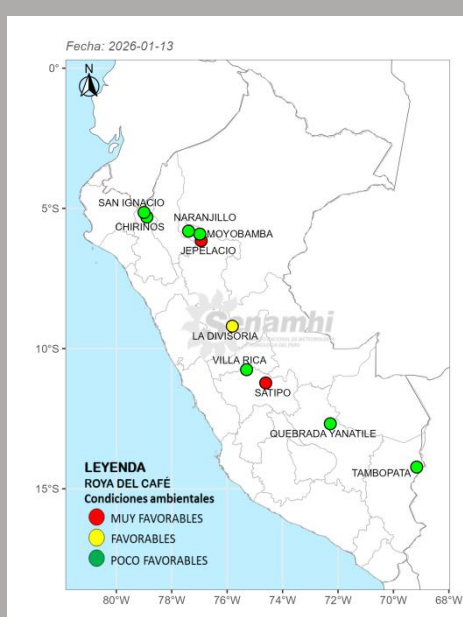 Fecha: 2026-01-13
N
0°
5°S
10°S
15°S
SAN IGNACIO
CHIRINOS
NARANJILLO
MOYOBAMBA
JEPELACIO
Senamhi
LA DIVISORIA
VILLA RICA
SATIPO
QUEBRADA YANATILE
TAMBOPATA
LEYENDA
ROYA DEL CAFÉ
Condiciones ambientales
MUY FAVORABLES
FAVORABLES
POCO FAVORABLES
80°W 78°W 76°W 74°W 72°W 70°W 68°W